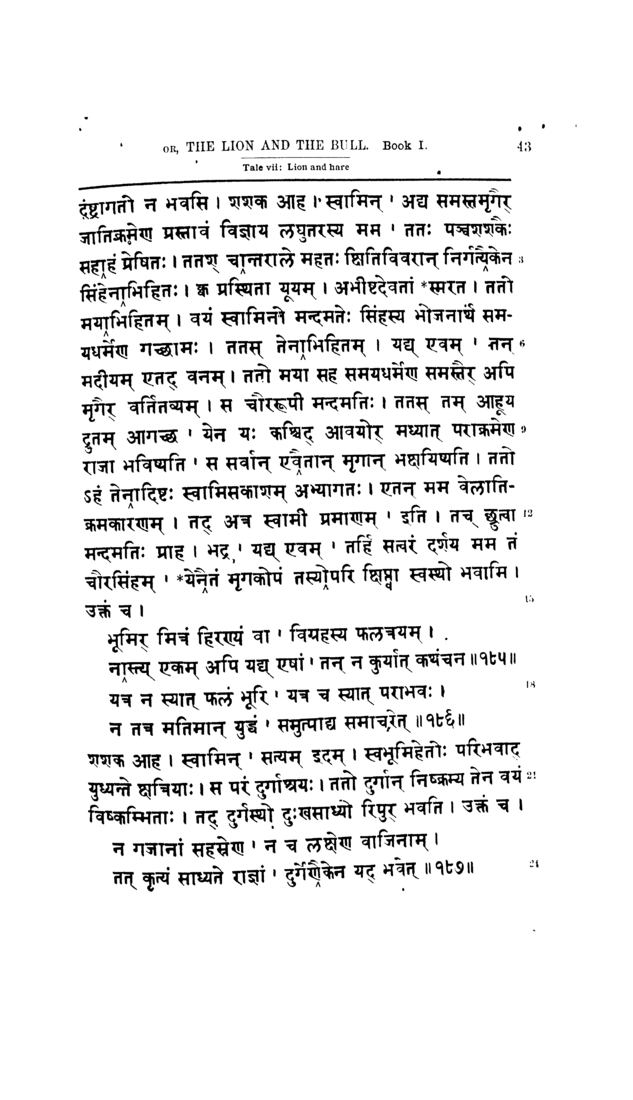 OR, THE LION AND THE BULL. Book I. 43
Tale vii: Lion and hare
दंष्ट्रागतो न भवसि । शशक आह । स्वामिन् ' अद्य समस्तमृगैर्
जातिक्रमेण प्रस्तावं विज्ञाय लघुतरस्य मम ' ततः पञ्चशशकैः
सहाहं प्रेषितः । ततश् चान्तराले महतः क्षितिविवरान् निर्गत्यैकेन 3
सिंहेनाभिहितः । क्व प्रस्थिता यूयम् । अभीष्टदेवतां *स्मरत । ततो
मयाभिहितम् । वयं स्वामिनो मन्दमतेः सिंहस्य भोजनार्थं सम-
यधर्मेण गच्छामः । ततस् तेनाभिहितम् । यद्य् एवम् ' तन् 6
मदीयम् एतद् वनम् । ततो मया सह समयधर्मेण समस्तैर् अपि
मृगैर् वर्तितव्यम् । स चौररूपी मन्दमतिः । ततस् तम् आहूय
द्रुतम् आगच्छ ' येन यः कश्चिद् आवयोर् मध्यात् पराक्रमेण 9
राजा भविष्यति ' स सर्वान् एवैतान् मृगान् भक्षयिष्यति । ततो
ऽहं तेनादिष्टः स्वामिसकाशम् अभ्यागतः । एतन् मम वेलाति-
क्रमकारणम् । तद् अत्र स्वामी प्रमाणम् ' इति । तच् छ्रुत्वा 12
मन्दमतिः प्राह । भद्र ' यद्य् एवम् ' तर्हि सत्वरं दर्शय मम तं
चौरसिंहम् ' *येनैतं मृगकोपं तस्योपरि क्षिप्त्वा स्वस्थो भवामि ।
उक्तं च । 15
भूमिर् मित्रं हिरण्यं वा ' विग्रहस्य फलत्रयम् ।
नास्त्य् एकम् अपि यद्य् एषां ' तन् न कुर्यात् कथंचन ॥१८५॥
यत्र न स्यात् फलं भूरि ' यत्र च स्यात् पराभवः । 18
न तत्र मतिमान् युद्धं ' समुत्पाद्य समाचरेत् ॥१८६॥
शशक आह । स्वामिन् ' सत्यम् इदम् । स्वभूमिहेतोः परिभवाद्
युध्यन्ते क्षत्रियाः । स परं दुर्गाश्रयः । ततो दुर्गान् निष्क्रम्य तेन वयं 21
विष्कम्भिताः । तद् दुर्गस्थो दुःखसाध्यो रिपुर् भवति । उक्तं च ।
न गजानां सहस्रेण ' न च लक्षेण वाजिनाम् ।
तत् कृत्यं साध्यते राज्ञां ' दुर्गेणैकेन यद् भवेत् ॥१८७॥ 24